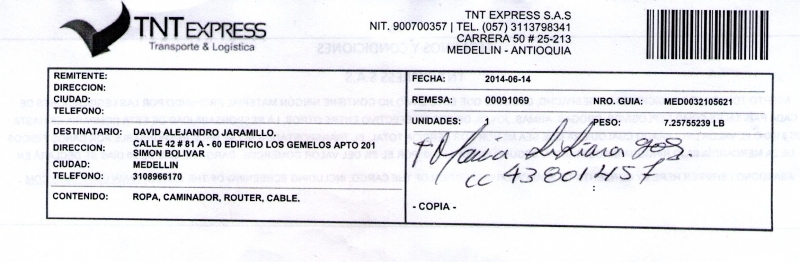 TNT EXPRESS
Transporte & Logística
TNT EXPRESS S.A.S
NIT. 900700357 | TEL. (057) 3113798341
CARRERA 50 # 25-213
MEDELLIN - ANTIOQUIA
REMITENTE:
DIRECCION:
CIUDAD:
TELEFONO:
DESTINATARIO: DAVID ALEJANDRO JARAMILLO.
DIRECCION: CALLE 42 # 81 A - 60 EDIFICIO LOS GEMELOS APTO 201
SIMON BOLIVAR
CIUDAD: MEDELLIN
TELEFONO: 3108966170
CONTENIDO: ROPA, CAMINADOR, ROUTER, CABLE.
FECHA: 2014-06-14
REMESA: 00091069 NRO. GUIA: MED0032105621
UNIDADES: 1 PESO: 7.25755239 LB
Maria
cc 43801457
- COPIA -